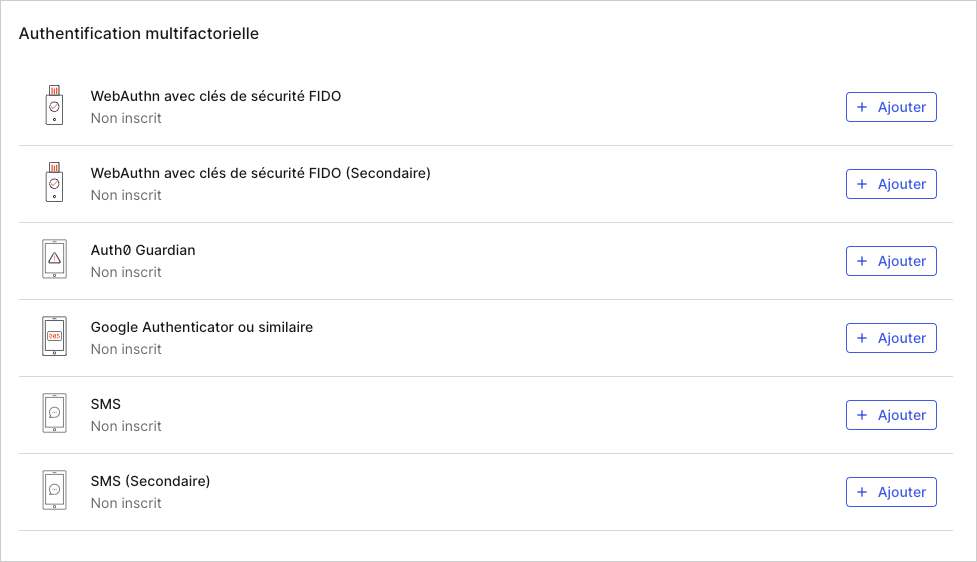 Authentification multifactorielle
WebAuthn avec clés de sécurité FIDO
Non inscrit
+ Ajouter
WebAuthn avec clés de sécurité FIDO (Secondaire)
Non inscrit
+ Ajouter
Auth0 Guardian
Non inscrit
+ Ajouter
Google Authenticator ou similaire
Non inscrit
+ Ajouter
SMS
Non inscrit
+ Ajouter
SMS (Secondaire)
Non inscrit
+ Ajouter